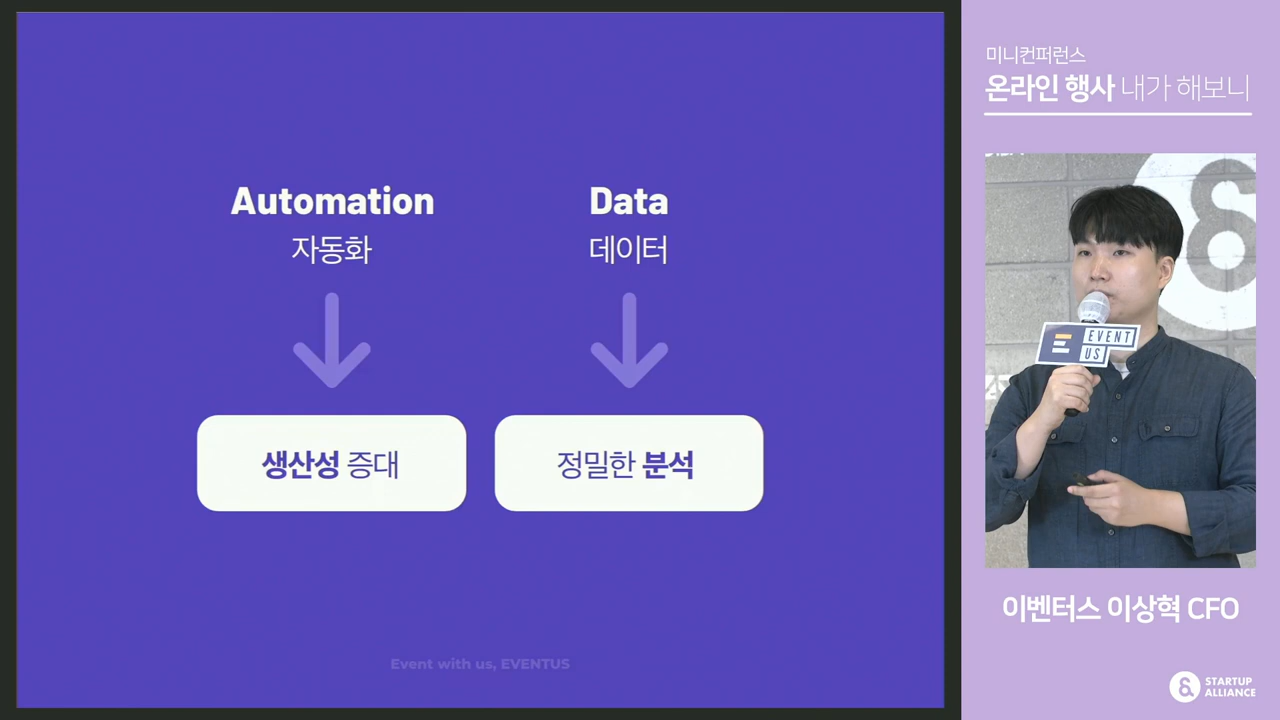 Automation
자동화
생산성 증대
Data
데이터
정밀한 분석
Event with us, EVENTUS
미니컨퍼런스
온라인 행사 내가 해보니
EVENT
US
이벤터스 이상혁 CFO
STARTUP
ALLIANCE